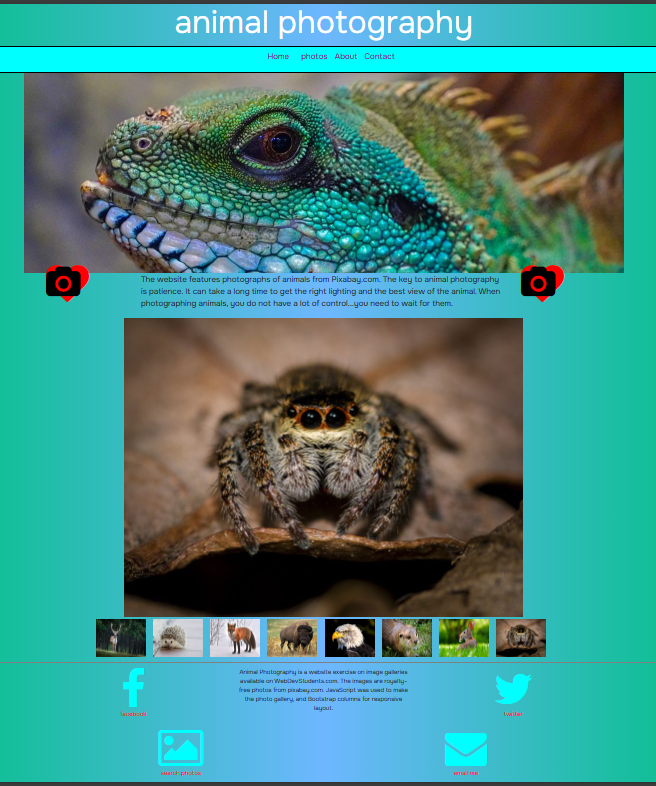 animal photography
Home photos About Contact
The website features photographs of animals from Pixabay.com. The key to animal photography
is patience. It can take a long time to get the right lighting and the best view of the animal. When
photographing animals, you do not have a lot of control...you need to wait for them.
Animal Photography is a website exercise on image galleries
available on WebDevStudents.com. The images are royalty-
free photos from pixabay.com. JavaScript was used to make
the photo gallery, and Bootstrap columns for responsive
layout.
facebook
twitter
search photos
email me